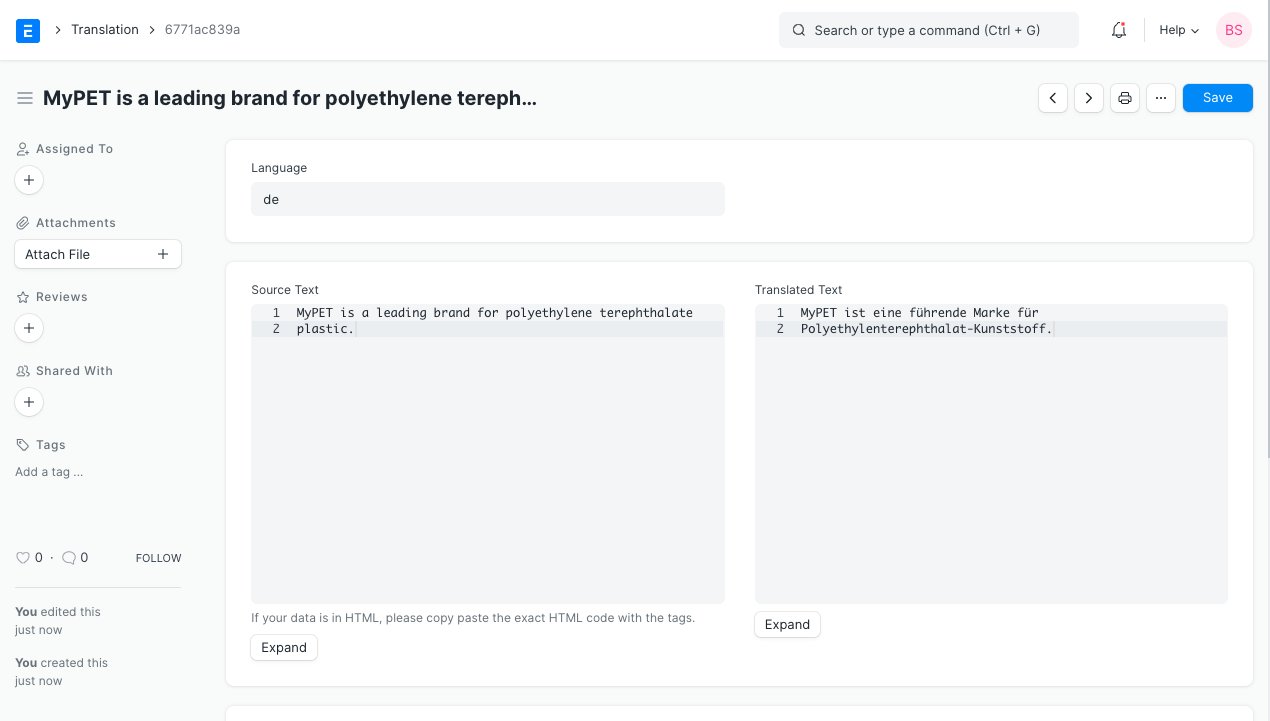 Translation
6771ac839a
Search or type a command (Ctrl + G)
Help
BS
MyPET is a leading brand for polyethylene tereph...
Save
Assigned To
Attachments
Attach File
Reviews
Shared With
Tags
Add a tag ...
0 · 0
FOLLOW
You edited this
just now
You created this
just now
Language
de
Source Text
1 MyPET is a leading brand for polyethylene terephthalate
2 plastic.
If your data is in HTML, please copy paste the exact HTML code with the tags.
Expand
Translated Text
1 MyPET ist eine führende Marke für
2 Polyethylenterephthalat-Kunststoff.
Expand